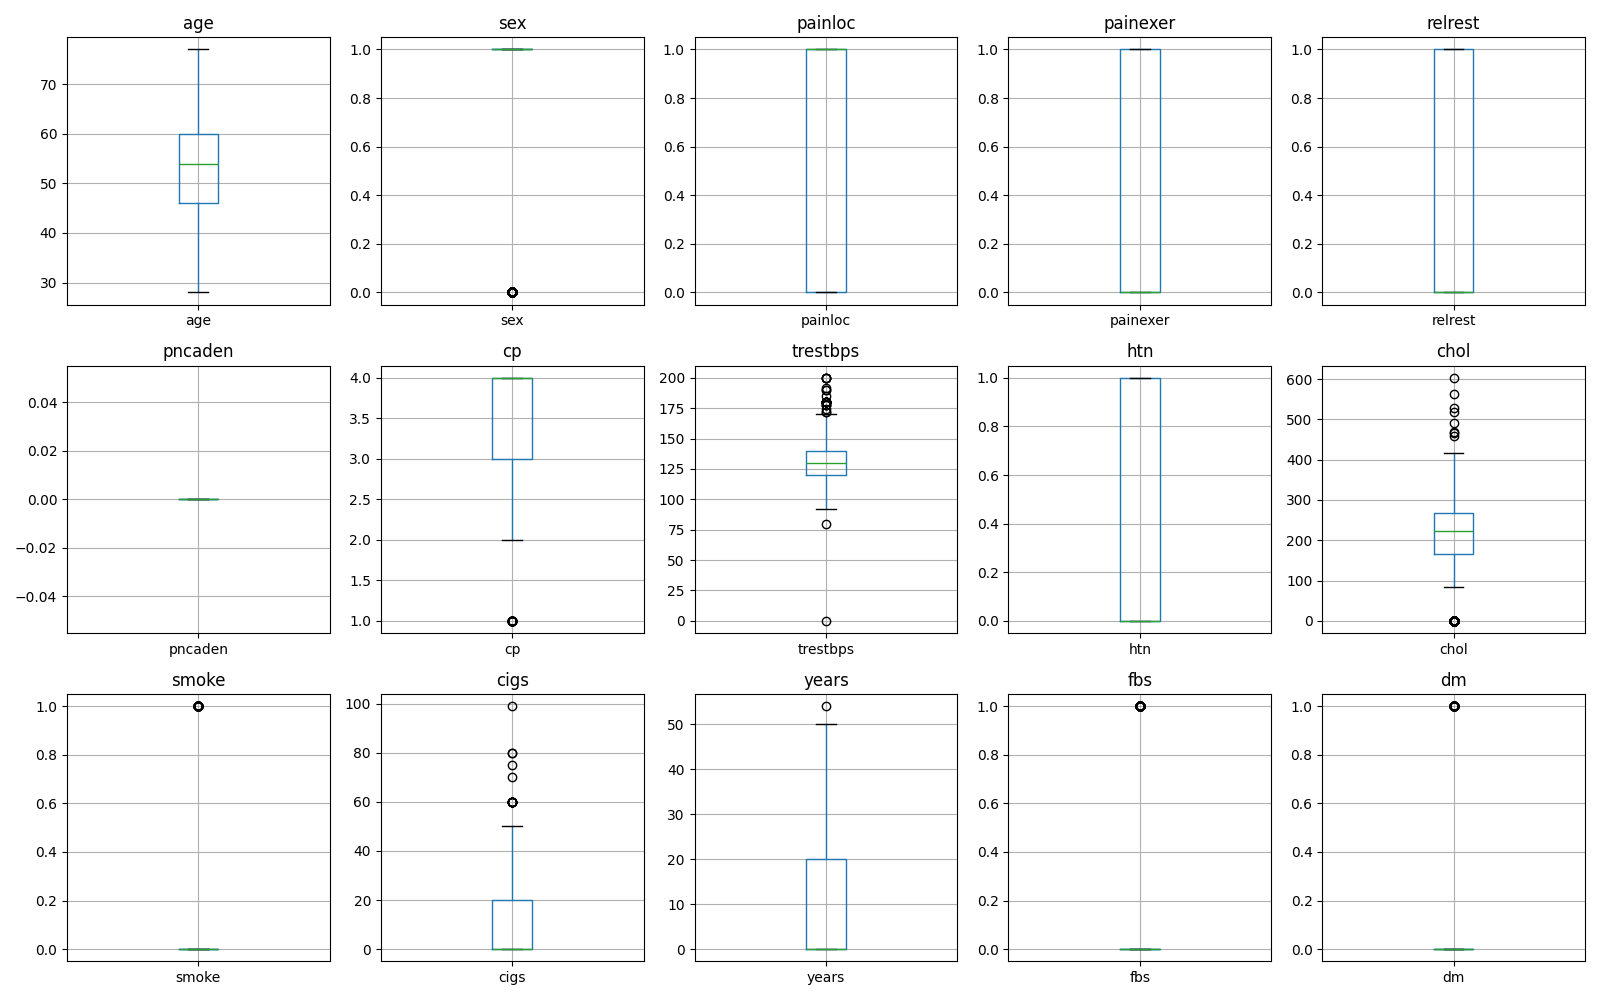 age sex painloc painexer relrest
70 60 50 40 30
1.0 0.8 0.6 0.4 0.2 0.0
1.0 0.8 0.6 0.4 0.2 0.0
1.0 0.8 0.6 0.4 0.2 0.0
1.0 0.8 0.6 0.4 0.2 0.0
age sex painloc painexer relrest
pncaden cp trestbps htn chol
0.04 0.02 0.00 −0.02 −0.04
4.0 3.5 3.0 2.5 2.0 1.5 1.0
200 175 150 125 100 75 50 25 0
1.0 0.8 0.6 0.4 0.2 0.0
600 500 400 300 200 100 0
pncaden cp trestbps htn chol
smoke cigs years fbs dm
1.0 0.8 0.6 0.4 0.2 0.0
100 80 60 40 20 0
50 40 30 20 10 0
1.0 0.8 0.6 0.4 0.2 0.0
1.0 0.8 0.6 0.4 0.2 0.0
smoke cigs years fbs dm